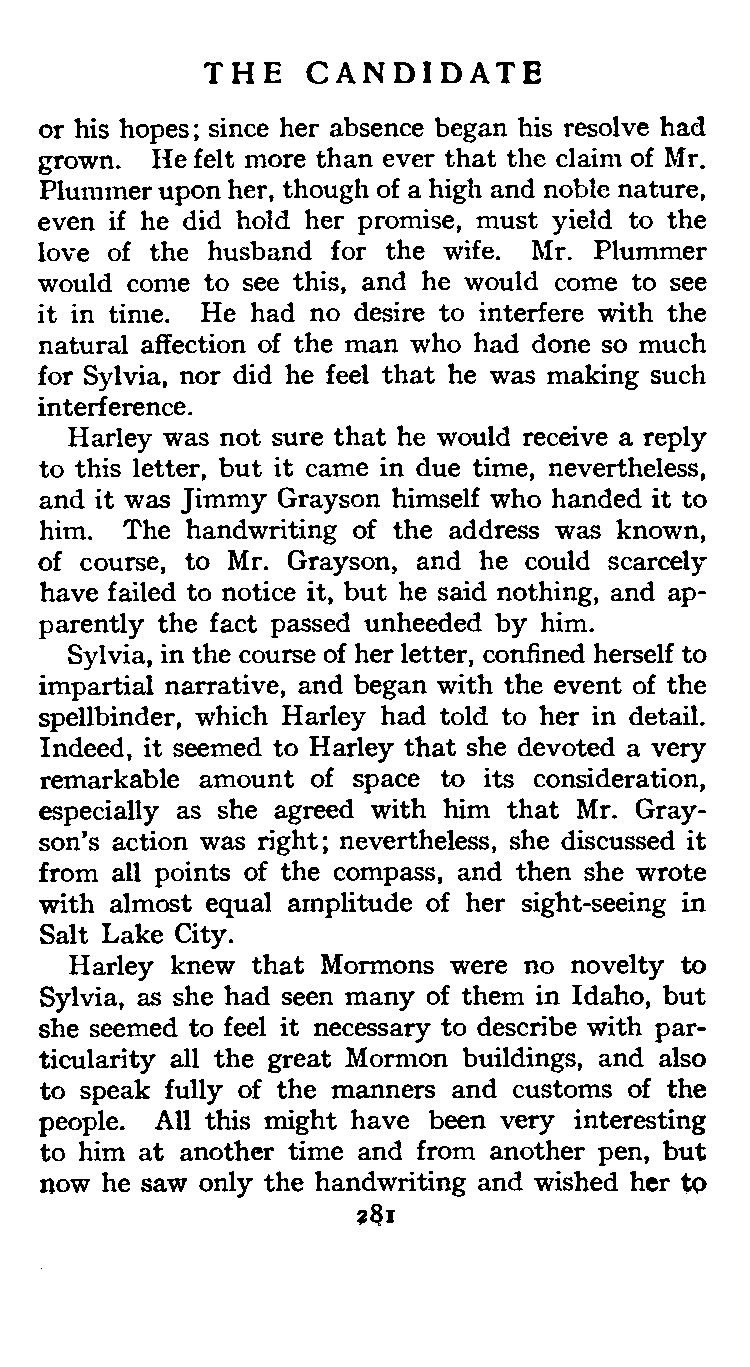 THE CANDIDATE
or his hopes; since her absence began his resolve had
grown. He felt more than ever that the claim of Mr.
Plummer upon her, though of a high and noble nature,
even if he did hold her promise, must yield to the
love of the husband for the wife. Mr. Plummer
would come to see this, and he would come to see
it in time. He had no desire to interfere with the
natural affection of the man who had done so much
for Sylvia, nor did he feel that he was making such
interference.
Harley was not sure that he would receive a reply
to this letter, but it came in due time, nevertheless,
and it was Jimmy Grayson himself who handed it to
him. The handwriting of the address was known,
of course, to Mr. Grayson, and he could scarcely
have failed to notice it, but he said nothing, and ap-
parently the fact passed unheeded by him.
Sylvia, in the course of her letter, confined herself to
impartial narrative, and began with the event of the
spellbinder, which Harley had told to her in detail.
Indeed, it seemed to Harley that she devoted a very
remarkable amount of space to its consideration,
especially as she agreed with him that Mr. Gray-
son's action was right; nevertheless, she discussed it
from all points of the compass, and then she wrote
with almost equal amplitude of her sight-seeing in
Salt Lake City.
Harley knew that Mormons were no novelty to
Sylvia, as she had seen many of them in Idaho, but
she seemed to feel it necessary to describe with par-
ticularity all the great Mormon buildings, and also
to speak fully of the manners and customs of the
people. All this might have been very interesting
to him at another time and from another pen, but
now he saw only the handwriting and wished her to
281